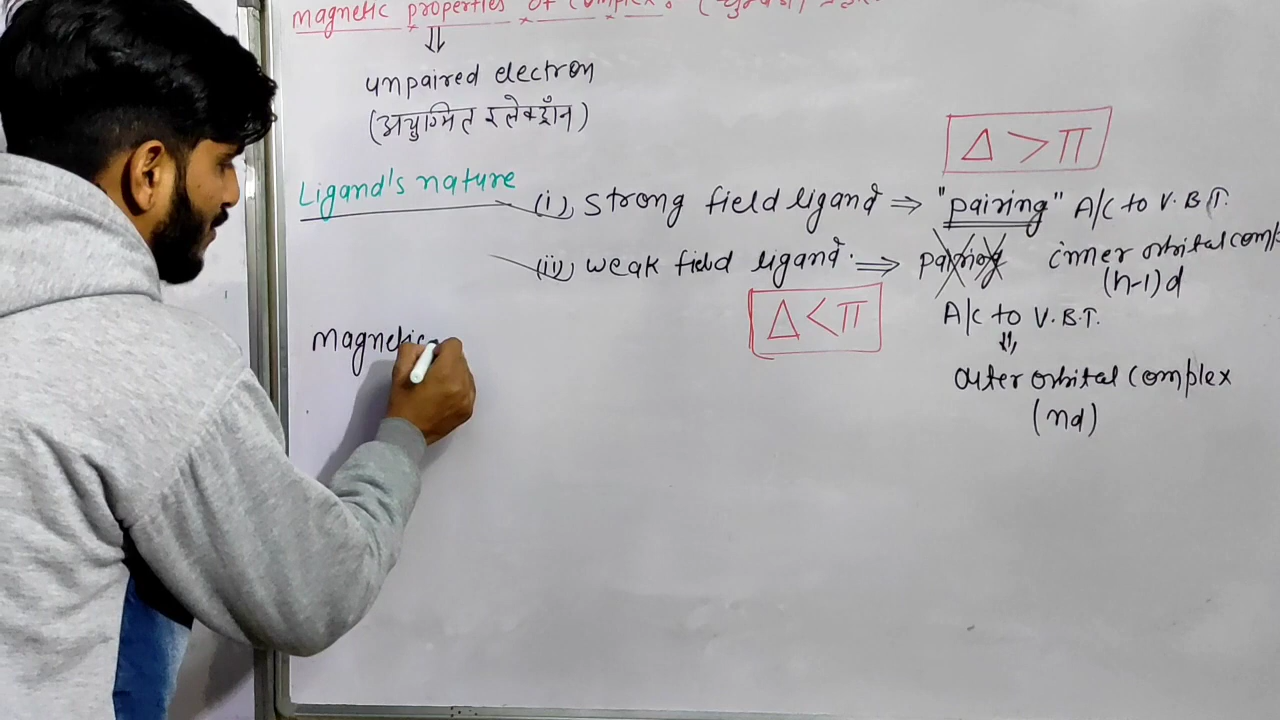 magnetic properties of complex:
⇓
unpaired electron
(अयुग्मित इलेक्ट्रॉन)
Δ > π
Ligand's nature
(i) strong field ligand ⇒ "pairing" A/c to V.B.T.
(ii) weak field ligand ⇒ pairing inner orbital comp
(n-1)d
Δ < π
A/c to V.B.T.
⇓
outer orbital complex
(nd)
magnetic